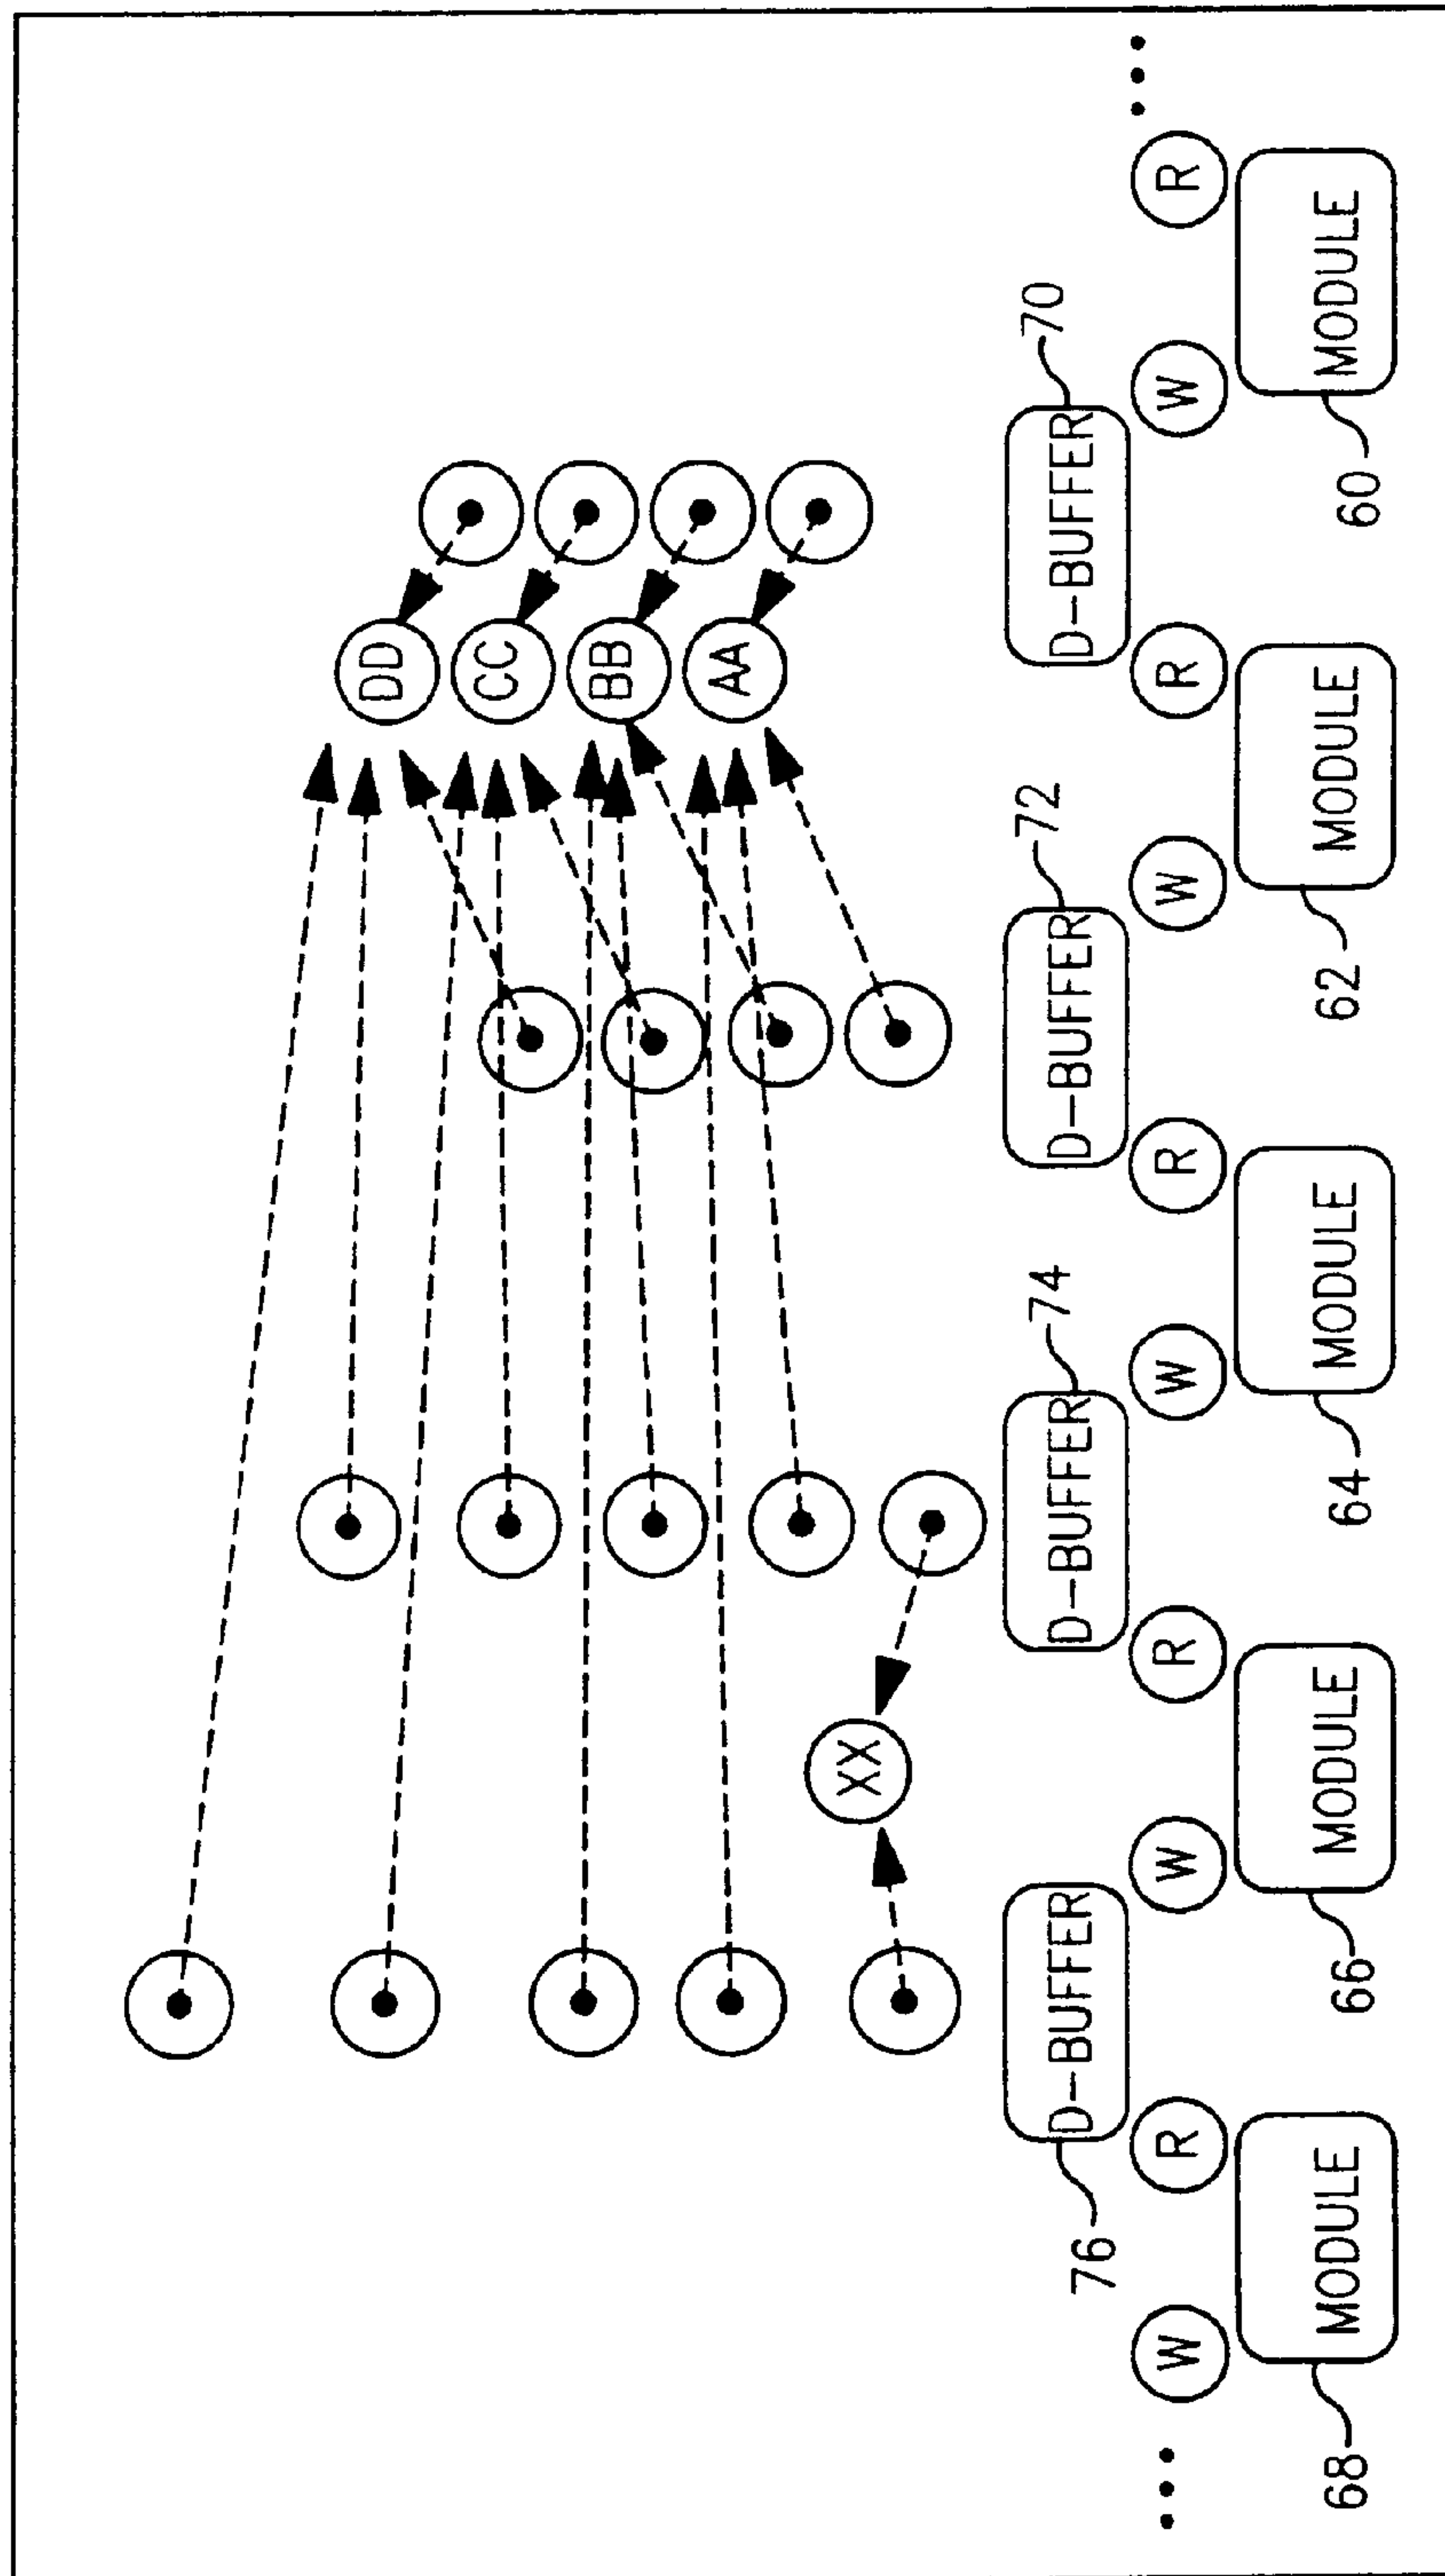 DD
CC
BB
AA
XX
76 74 72 70
D-BUFFER D-BUFFER D-BUFFER D-BUFFER
W R W R W R W R W R
MODULE MODULE MODULE MODULE MODULE
68 66 64 62 60